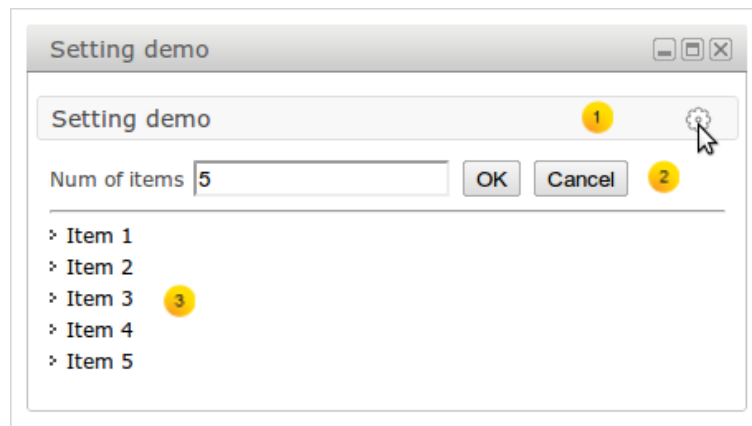 Setting demo
Setting demo 1
Num of items 5 OK Cancel 2
Item 1
Item 2
Item 3 3
Item 4
Item 5